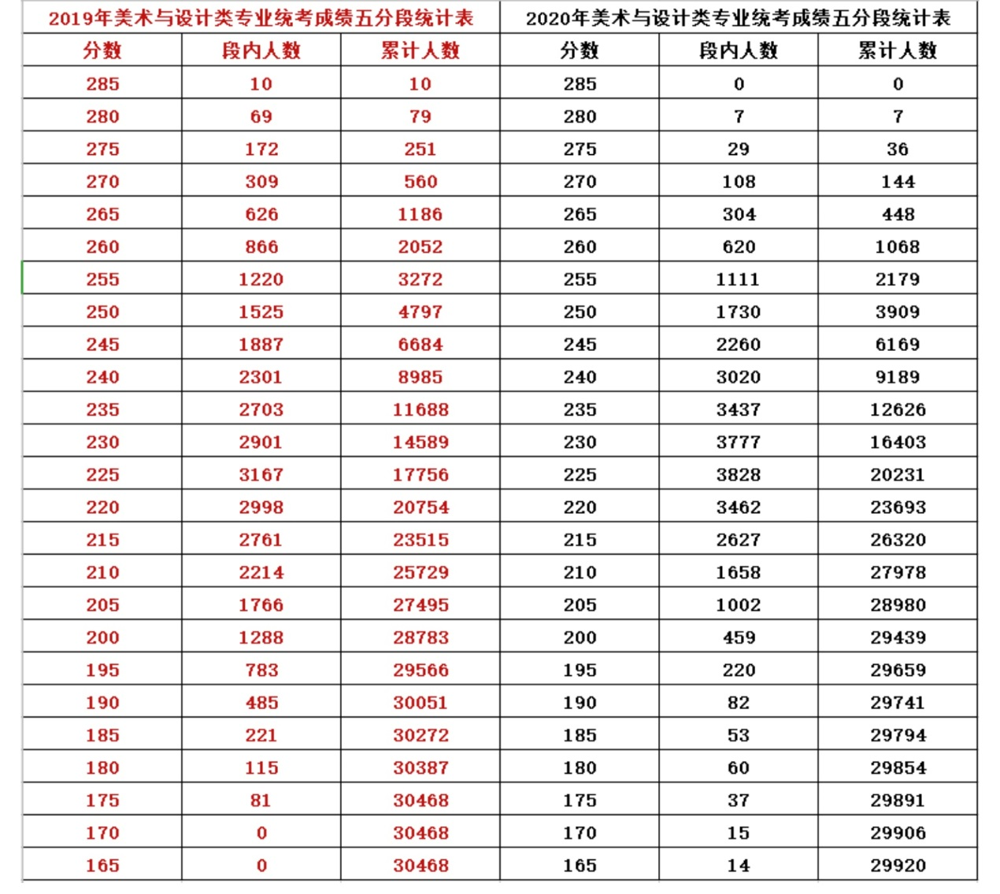 2019年美术与设计类专业统考成绩五分段统计表 2020年美术与设计类专业统考成绩五分段统计表
分数 段内人数 累计人数 分数 段内人数 累计人数
285 10 10 285 0 0
280 69 79 280 7 7
275 172 251 275 29 36
270 309 560 270 108 144
265 626 1186 265 304 448
260 866 2052 260 620 1068
255 1220 3272 255 1111 2179
250 1525 4797 250 1730 3909
245 1887 6684 245 2260 6169
240 2301 8985 240 3020 9189
235 2703 11688 235 3437 12626
230 2901 14589 230 3777 16403
225 3167 17756 225 3828 20231
220 2998 20754 220 3462 23693
215 2761 23515 215 2627 26320
210 2214 25729 210 1658 27978
205 1766 27495 205 1002 28980
200 1288 28783 200 459 29439
195 783 29566 195 220 29659
190 485 30051 190 82 29741
185 221 30272 185 53 29794
180 115 30387 180 60 29854
175 81 30468 175 37 29891
170 0 30468 170 15 29906
165 0 30468 165 14 29920